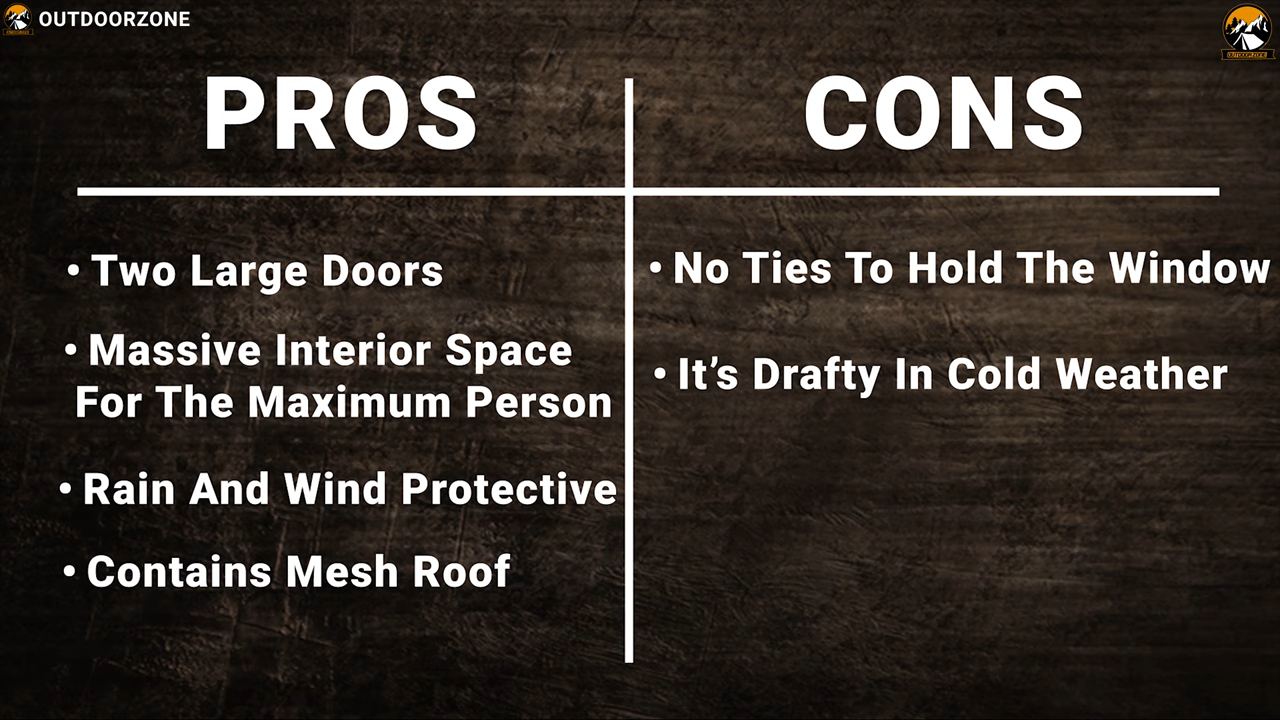 OUTDOORZONE
OUTDOORZONE
PROS
CONS
• Two Large Doors
• Massive Interior Space
For The Maximum Person
• Rain And Wind Protective
• Contains Mesh Roof
• No Ties To Hold The Window
• It’s Drafty In Cold Weather